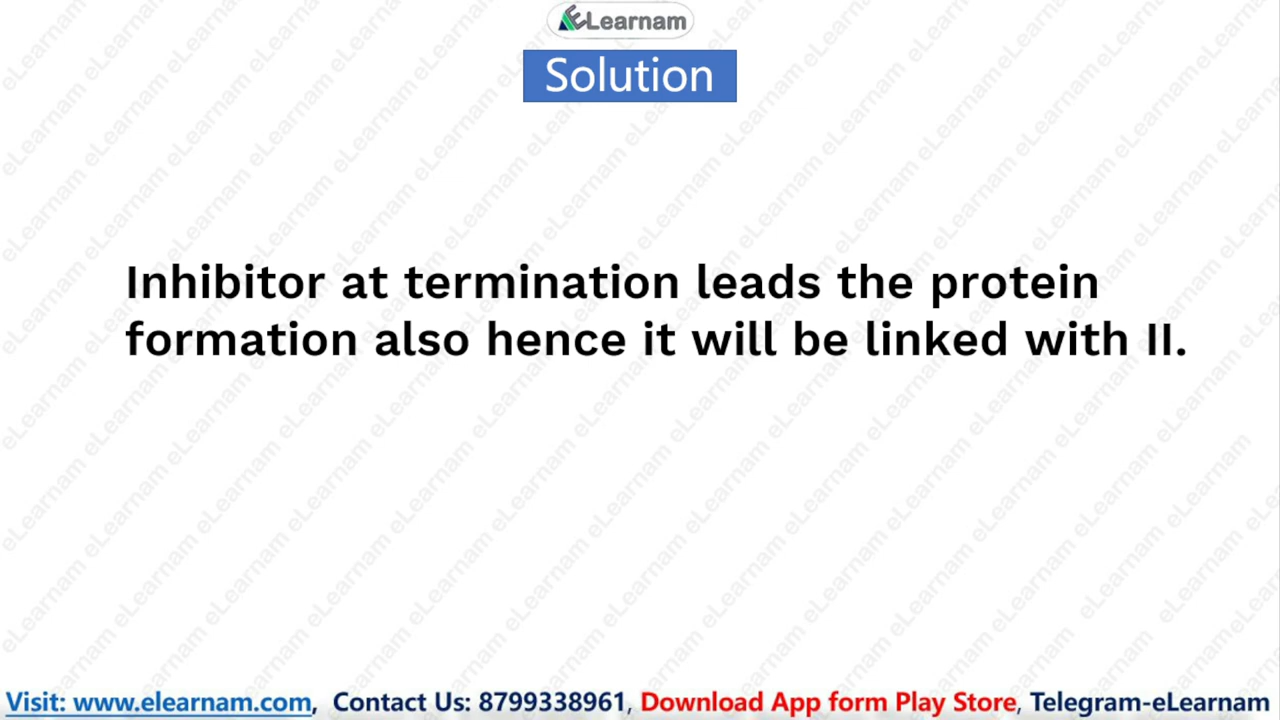 ELearnam
Solution
Inhibitor at termination leads the protein
formation also hence it will be linked with II.
Visit: www.elearnam.com, Contact Us: 8799338961, Download App form Play Store, Telegram-eLearnam